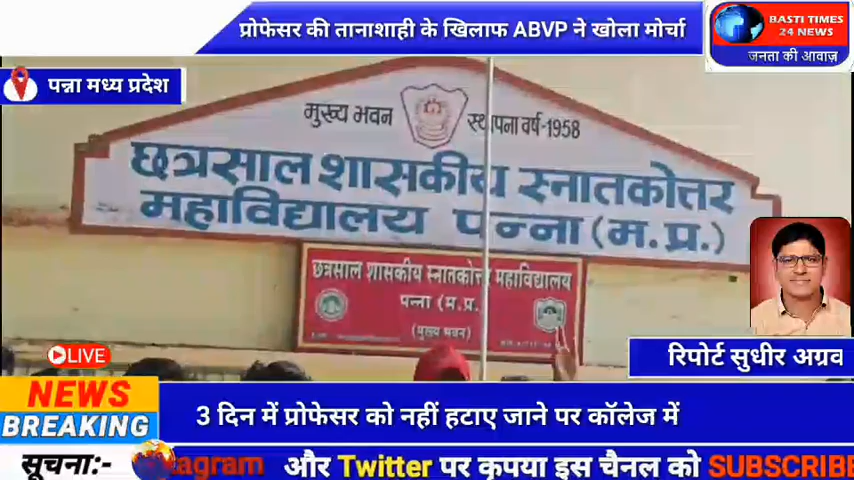 प्रोफेसर की तानाशाही के खिलाफ ABVP ने खोला मोर्चा
BASTI TIMES
24 NEWS
जनता की आवाज़
पन्ना मध्य प्रदेश
मुख्य भवन
स्थापना वर्ष-1958
छत्रसाल शासकीय स्नातकोत्तर
महाविद्यालय पन्ना (म.प्र.)
छत्रसाल शासकीय स्नातकोत्तर महाविद्यालय
पन्ना (म.प्र.)
(मुख्य भवन)
LIVE
रिपोर्ट सुधीर अग्रव
NEWS
BREAKING
3 दिन में प्रोफेसर को नहीं हटाए जाने पर कॉलेज में
सूचना:- agram और Twitter पर कृपया इस चैनल को SUBSCRIBE